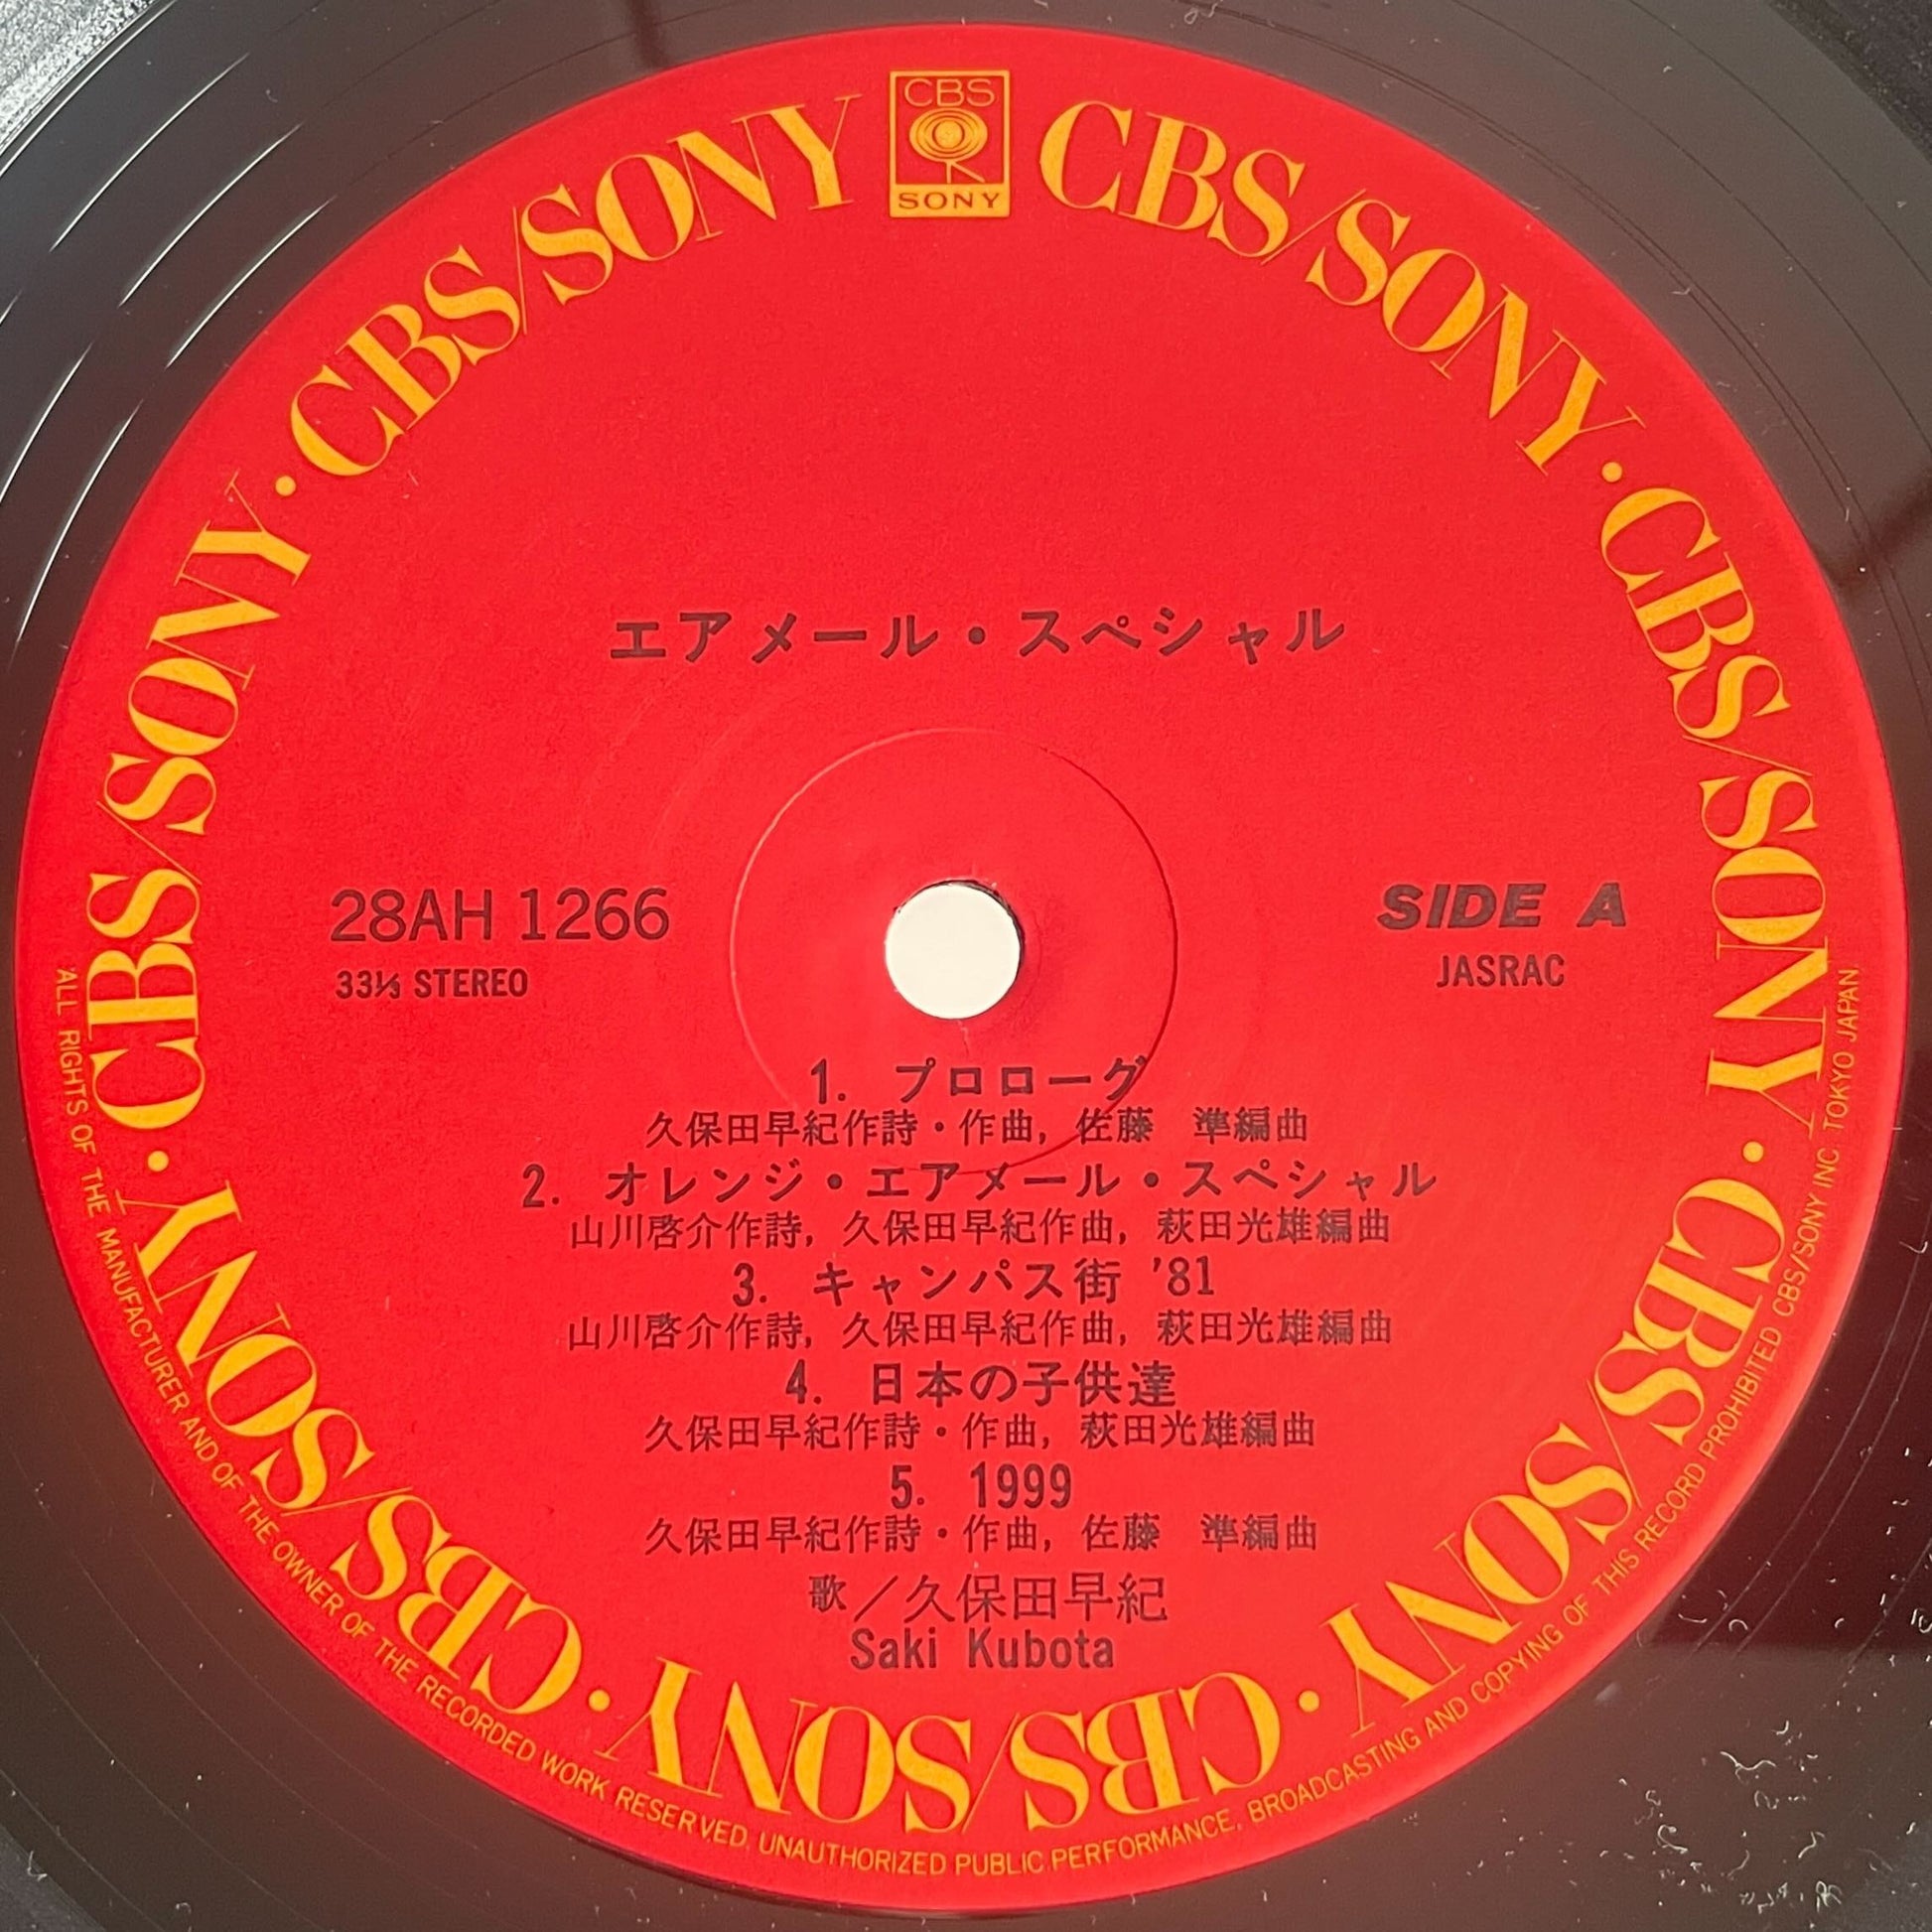 CBS
SONY
CBS/SONY・CBS/SONY・CBS/SONY・CBS/SONY・CBS/SONY・CBS/SONY・CBS/SONY
エアメール・スペシャル
28AH 1266
33⅓ STEREO
SIDE A
JASRAC
1. プロローグ
久保田早紀作詩・作曲, 佐藤 準編曲
2. オレンジ・エアメール・スペシャル
山川啓介作詩, 久保田早紀作曲, 萩田光雄編曲
3. キャンパス街 '81
山川啓介作詩, 久保田早紀作曲, 萩田光雄編曲
4. 日本の子供達
久保田早紀作詩・作曲, 萩田光雄編曲
5. 1999
久保田早紀作詩・作曲, 佐藤 準編曲
歌／久保田早紀
Saki Kubota
ALL RIGHTS OF THE MANUFACTURER AND OF THE OWNER OF THE RECORDED WORK RESERVED. UNAUTHORIZED PUBLIC PERFORMANCE, BROADCASTING AND COPYING OF THIS RECORD PROHIBITED CBS/SONY INC. TOKYO JAPAN